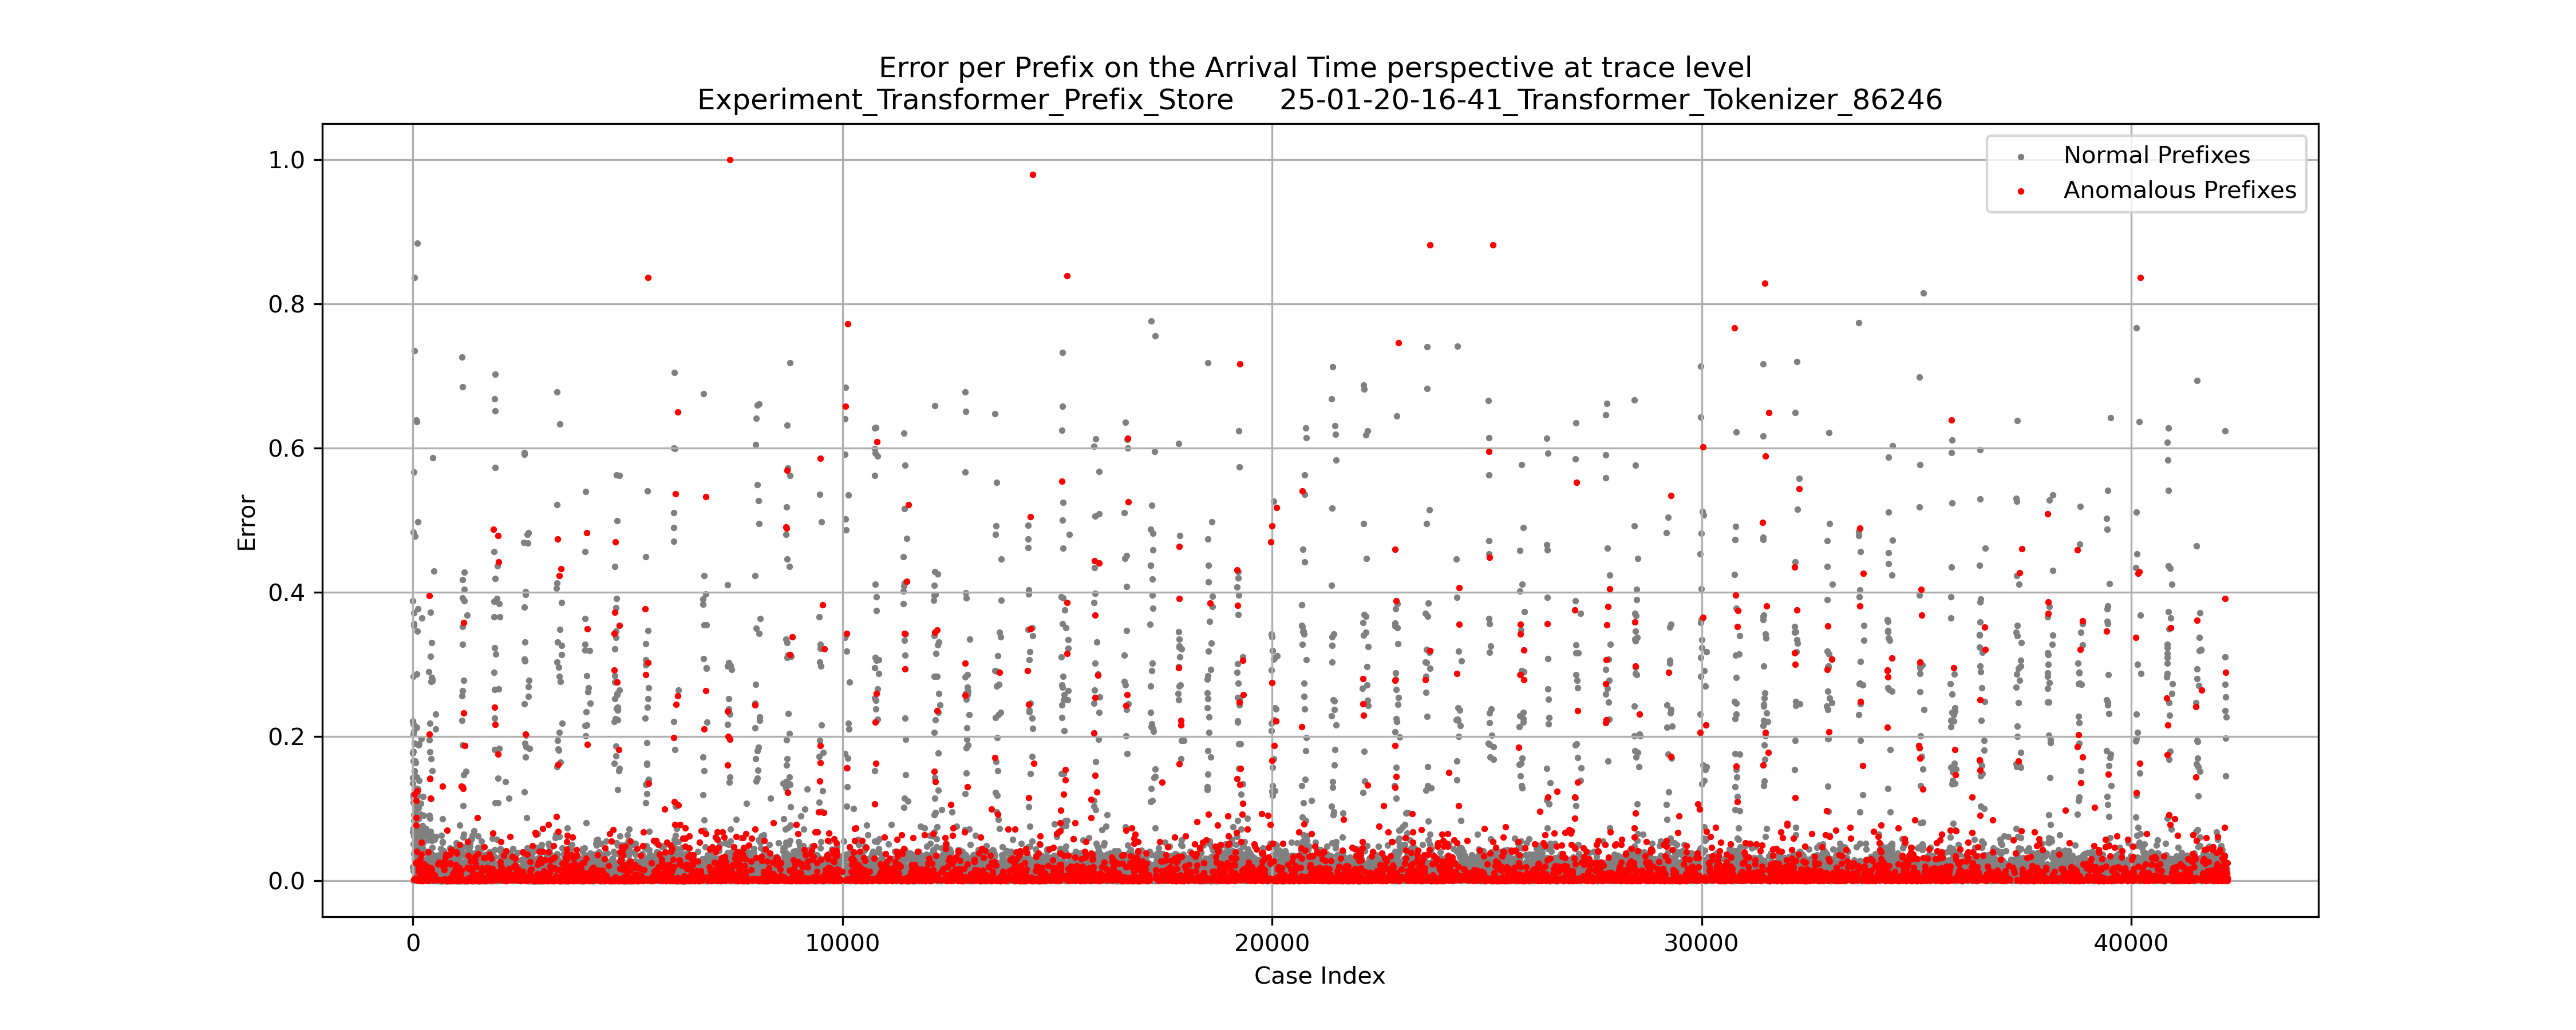 Error per Prefix on the Arrival Time perspective at trace level
Experiment_Transformer_Prefix_Store     25-01-20-16-41_Transformer_Tokenizer_86246
Normal Prefixes
Anomalous Prefixes
1.0
0.8
0.6
0.4
0.2
0.0
Error
0
10000
20000
30000
40000
Case Index